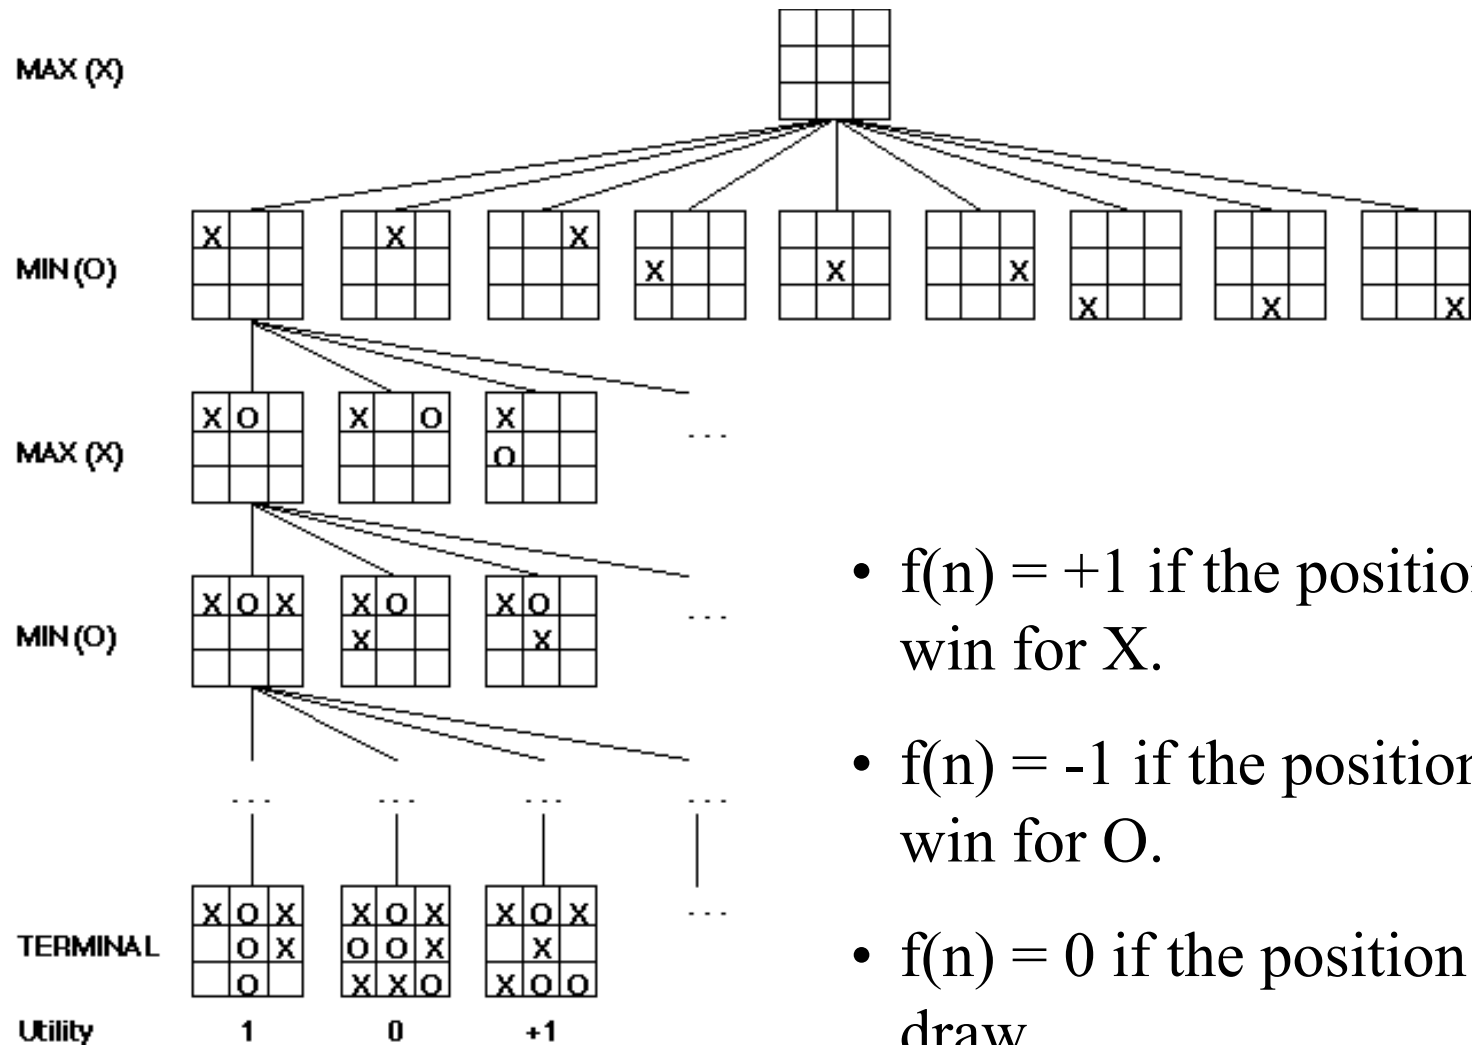 MAX (X)
MIN (O)
X X X X X X X X X
MAX (X)
X O X O X
O
MIN (O)
X O X X O X O
X X
f(n) = +1 if the position
win for X.
f(n) = -1 if the position
win for O.
f(n) = 0 if the position
draw
TERMINAL
X O X X O X X O X
O X O O X X
O X X O X O O
Utility 1 0 +1